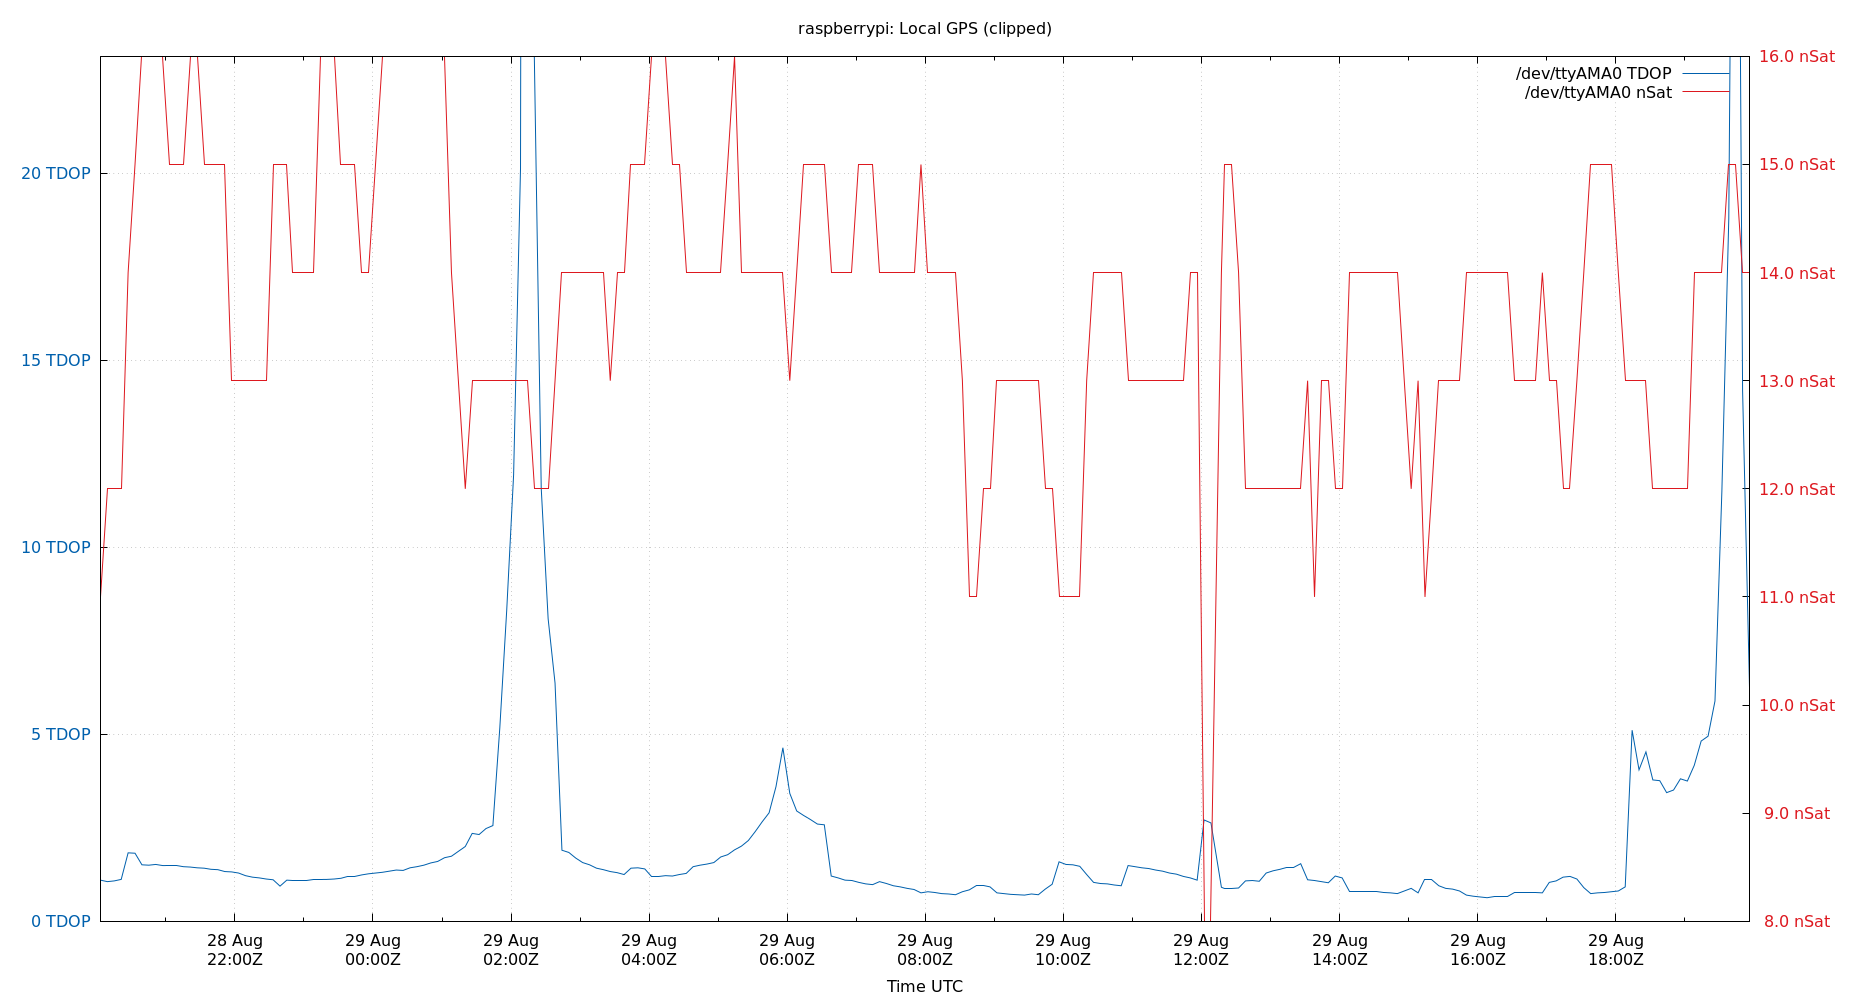 raspberrypi: Local GPS (clipped)
/dev/ttyAMA0 TDOP
/dev/ttyAMA0 nSat
20 TDOP
15 TDOP
10 TDOP
5 TDOP
0 TDOP
16.0 nSat
15.0 nSat
14.0 nSat
13.0 nSat
12.0 nSat
11.0 nSat
10.0 nSat
9.0 nSat
8.0 nSat
28 Aug
22:00Z
29 Aug
00:00Z
29 Aug
02:00Z
29 Aug
04:00Z
29 Aug
06:00Z
29 Aug
08:00Z
29 Aug
10:00Z
29 Aug
12:00Z
29 Aug
14:00Z
29 Aug
16:00Z
29 Aug
18:00Z
Time UTC